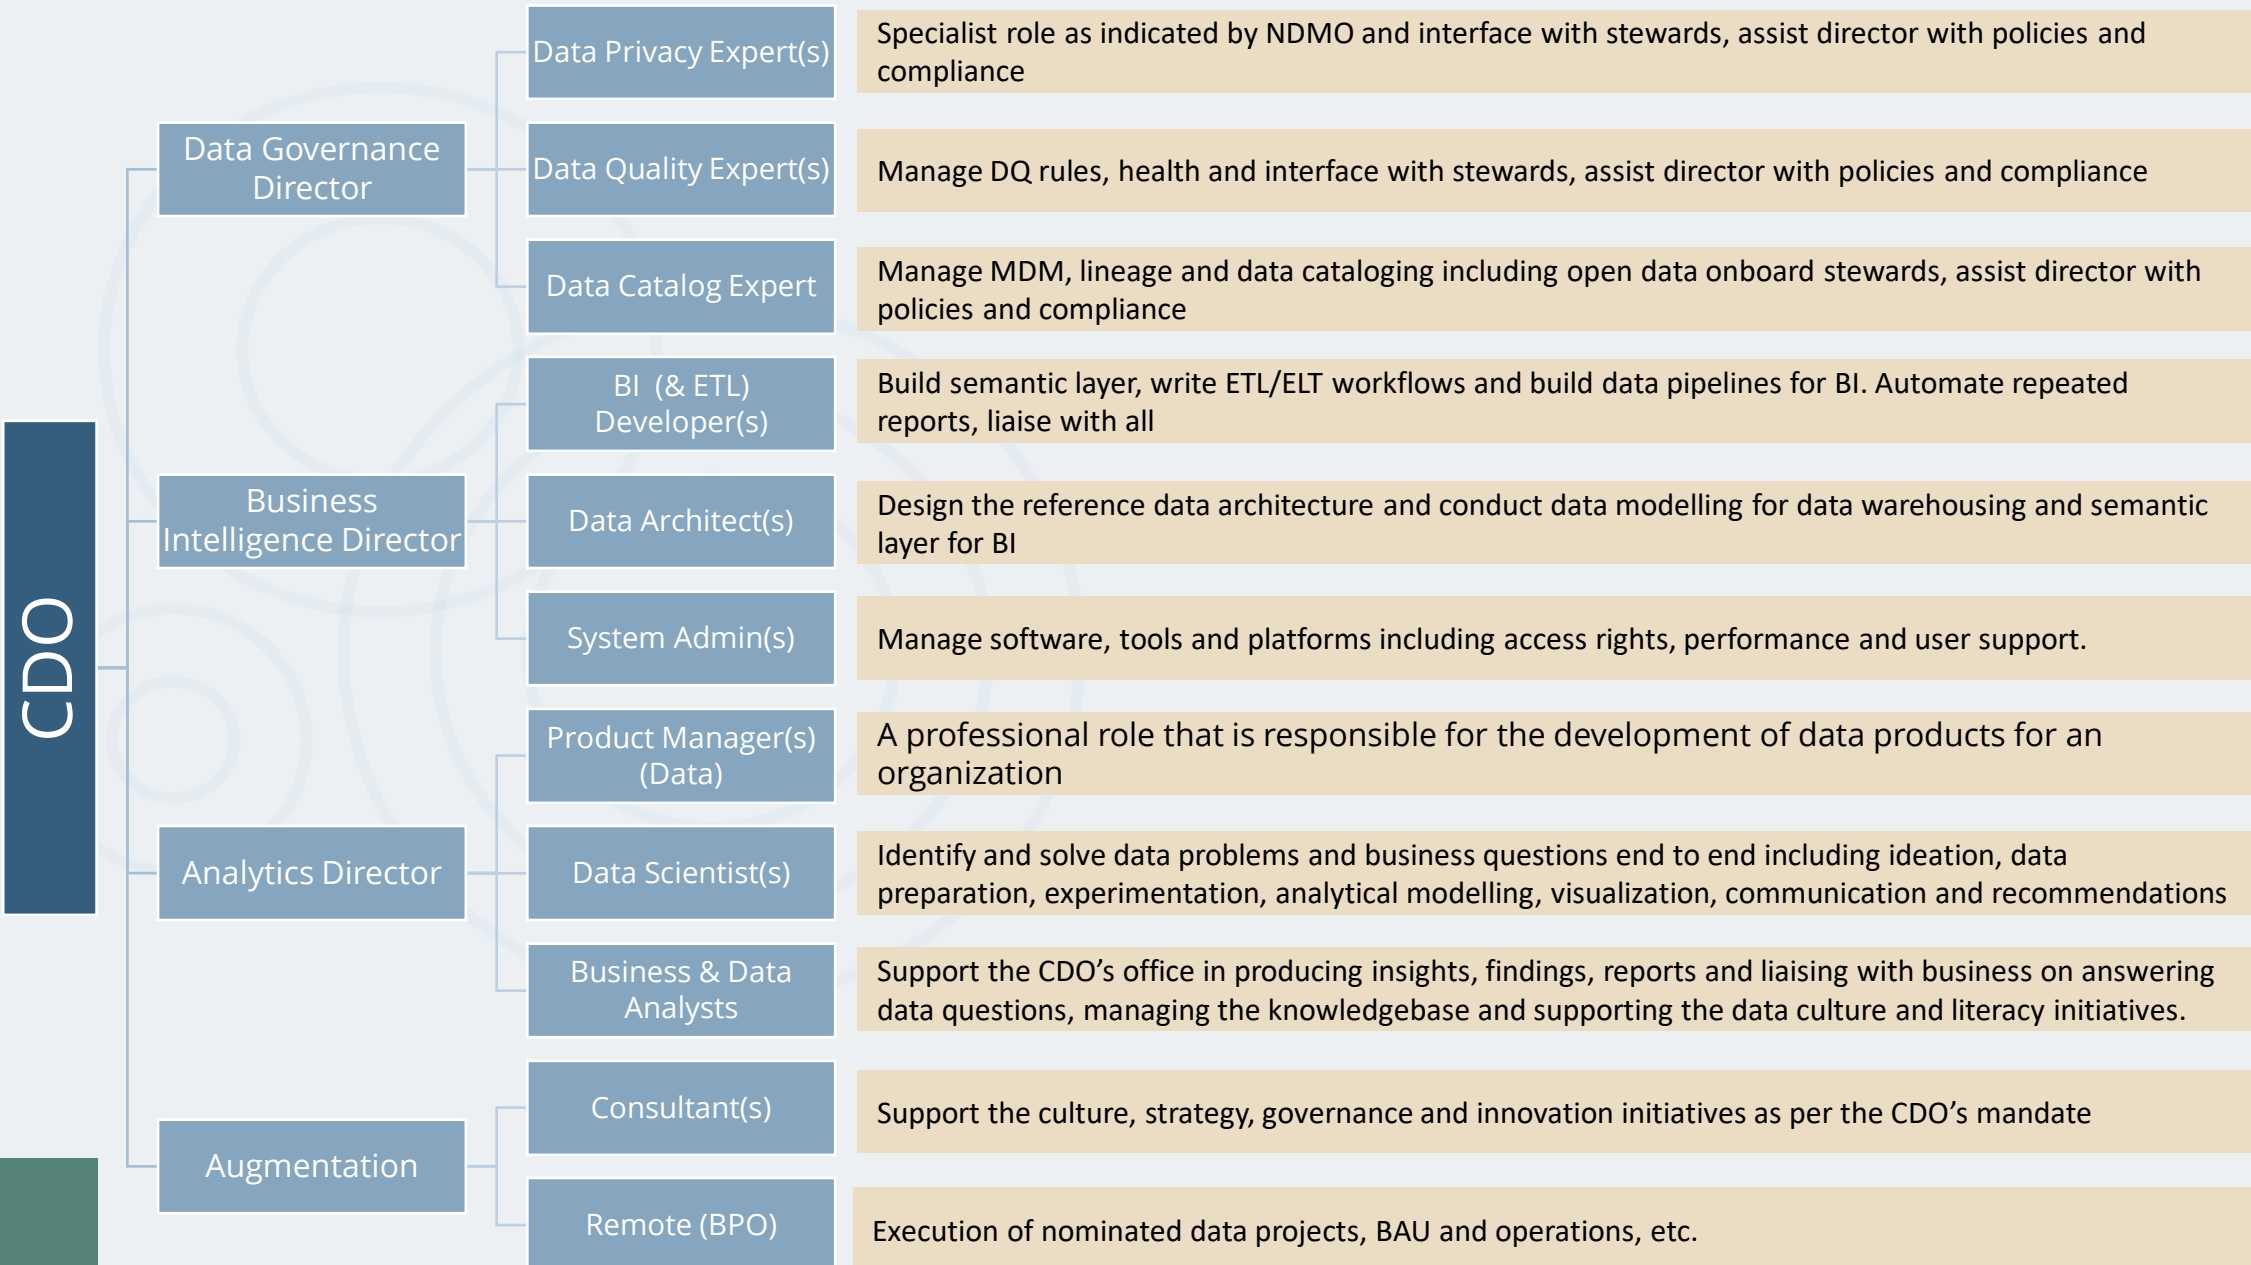 CDO
Data Governance
Director
Data Privacy Expert(s)
Specialist role as indicated by NDMO and interface with stewards, assist director with policies and
compliance
Data Quality Expert(s)
Manage DQ rules, health and interface with stewards, assist director with policies and compliance
Data Catalog Expert
Manage MDM, lineage and data cataloging including open data onboard stewards, assist director with
policies and compliance
Business
Intelligence Director
BI (& ETL)
Developer(s)
Build semantic layer, write ETL/ELT workflows and build data pipelines for BI. Automate repeated
reports, liaise with all
Data Architect(s)
Design the reference data architecture and conduct data modelling for data warehousing and semantic
layer for BI
System Admin(s)
Manage software, tools and platforms including access rights, performance and user support.
Analytics Director
Product Manager(s)
(Data)
A professional role that is responsible for the development of data products for an
organization
Data Scientist(s)
Identify and solve data problems and business questions end to end including ideation, data
preparation, experimentation, analytical modelling, visualization, communication and recommendations
Business & Data
Analysts
Support the CDO’s office in producing insights, findings, reports and liaising with business on answering
data questions, managing the knowledgebase and supporting the data culture and literacy initiatives.
Augmentation
Consultant(s)
Support the culture, strategy, governance and innovation initiatives as per the CDO’s mandate
Remote (BPO)
Execution of nominated data projects, BAU and operations, etc.